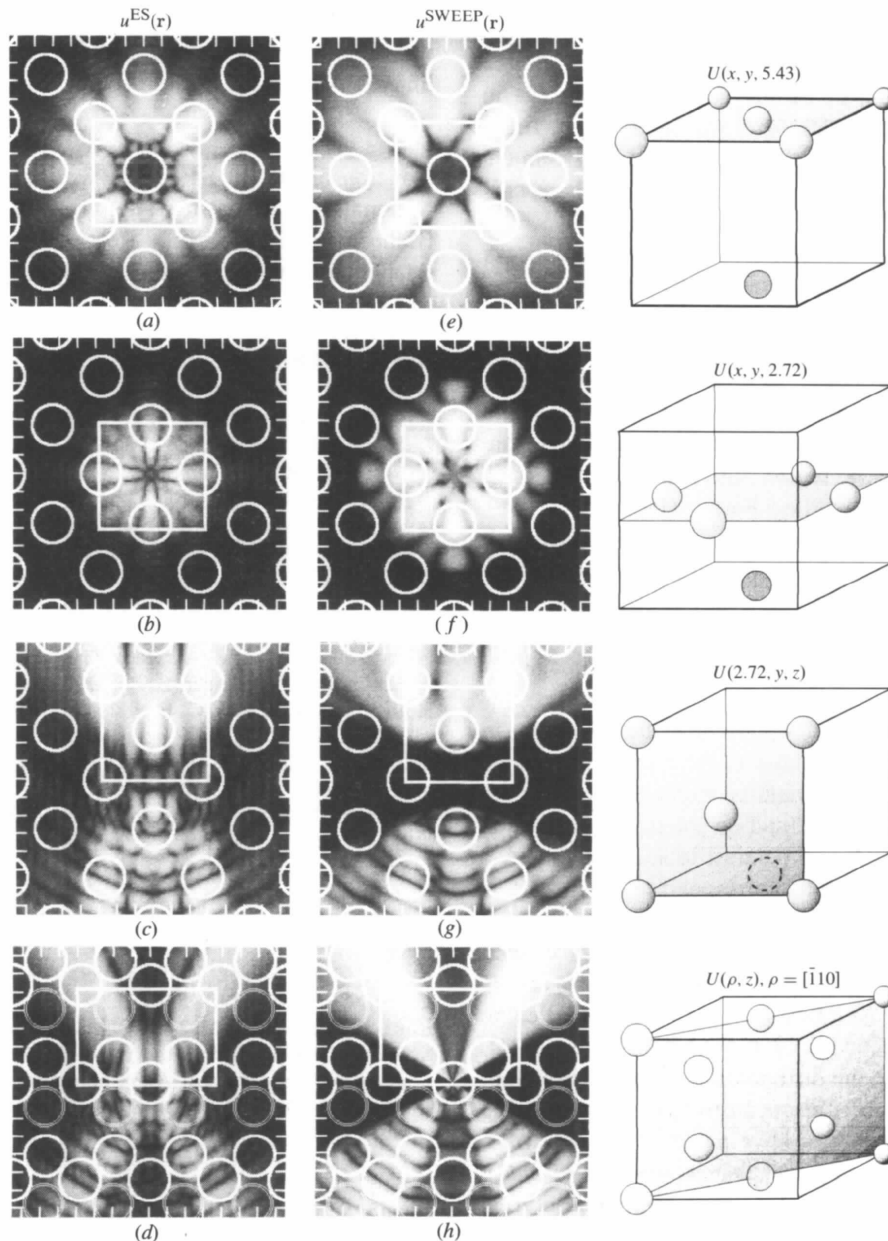 u^ES(r)
u^SWEEP(r)
U(x, y, 5.43)
(a)
(e)
U(x, y, 2.72)
(b)
(f)
U(2.72, y, z)
(c)
(g)
U(ρ, z), ρ = [1̄10]
(d)
(h)